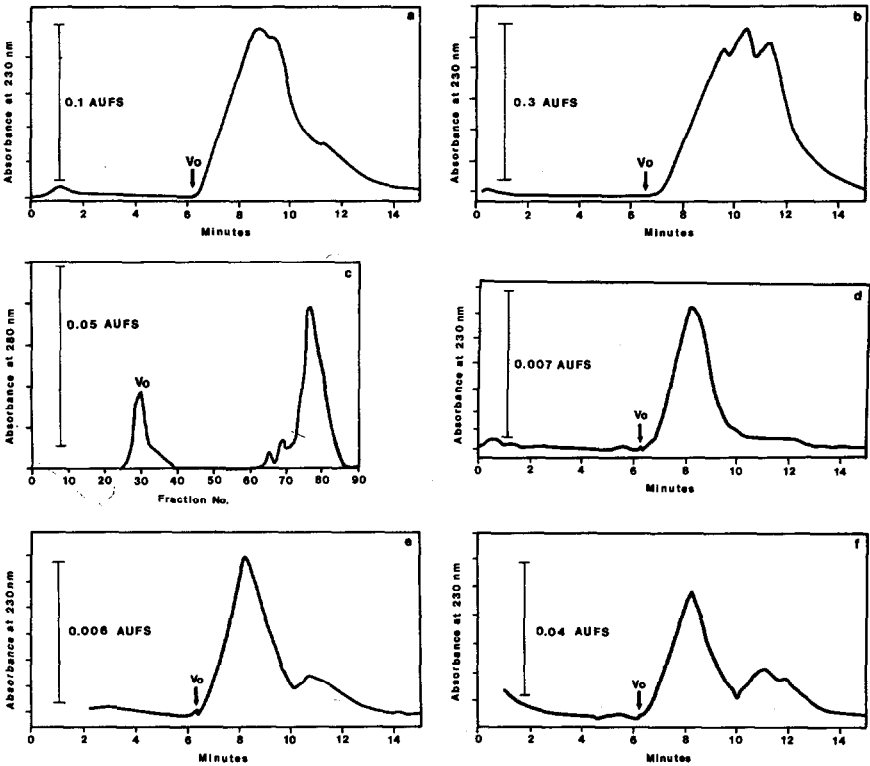 a
Absorbance at 230 nm
0.1 AUFS
Vo
0 2 4 6 8 10 12 14
Minutes
b
Absorbance at 230 nm
0.3 AUFS
Vo
0 2 4 6 8 10 12 14
Minutes
c
Absorbance at 280 nm
0.05 AUFS
Vo
0 10 20 30 40 50 60 70 80 90
Fraction No.
d
Absorbance at 230 nm
0.007 AUFS
Vo
0 2 4 6 8 10 12 14
Minutes
e
Absorbance at 230nm
0.006 AUFS
Vo
0 2 4 6 8 10 12 14
Minutes
f
Absorbance at 230 nm
0.04 AUFS
Vo
0 2 4 6 8 10 12 14
Minutes